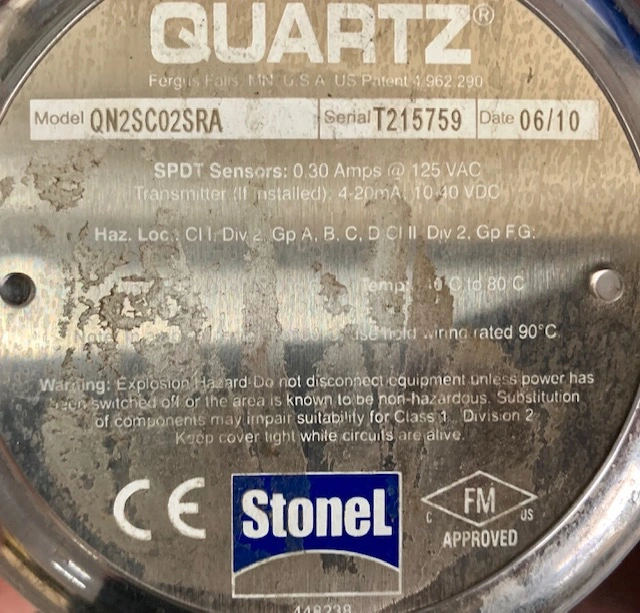 QUARTZ®
Fergus Falls, MN, U.S.A. US Patent 4,962,290
Model QN2SC02SRA Serial T215759 Date 06/10
SPDT Sensors: 0.30 Amps @ 125 VAC
Transmitter (If installed): 4-20mA, 10-40 VDC
Haz. Loc.: Cl I, Div 2, Gp A, B, C, D Cl II, Div 2, Gp F G:
Temp. to 80°C
wiring rated 90°C
Warning: Explosion Hazard-Do not disconnect equipment unless power has
been switched off or the area is known to be non-hazardous. Substitution
of components may impair suitability for Class 1, Division 2
Keep cover tight while circuits are alive.
CE
StoneL
C FM US
APPROVED
448238